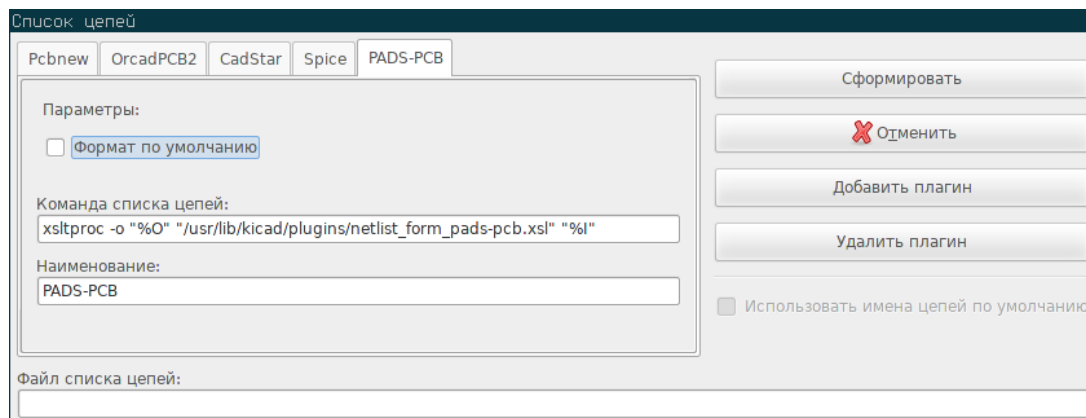 Список цепей
Pcbnew OrcadPCB2 CadStar Spice PADS-PCB
Параметры:
Формат по умолчанию
Команда списка цепей:
xsltproc -o "%O" "/usr/lib/kicad/plugins/netlist_form_pads-pcb.xsl" "%I"
Наименование:
PADS-PCB
Сформировать
Отменить
Добавить плагин
Удалить плагин
Использовать имена цепей по умолчанию
Файл списка цепей: